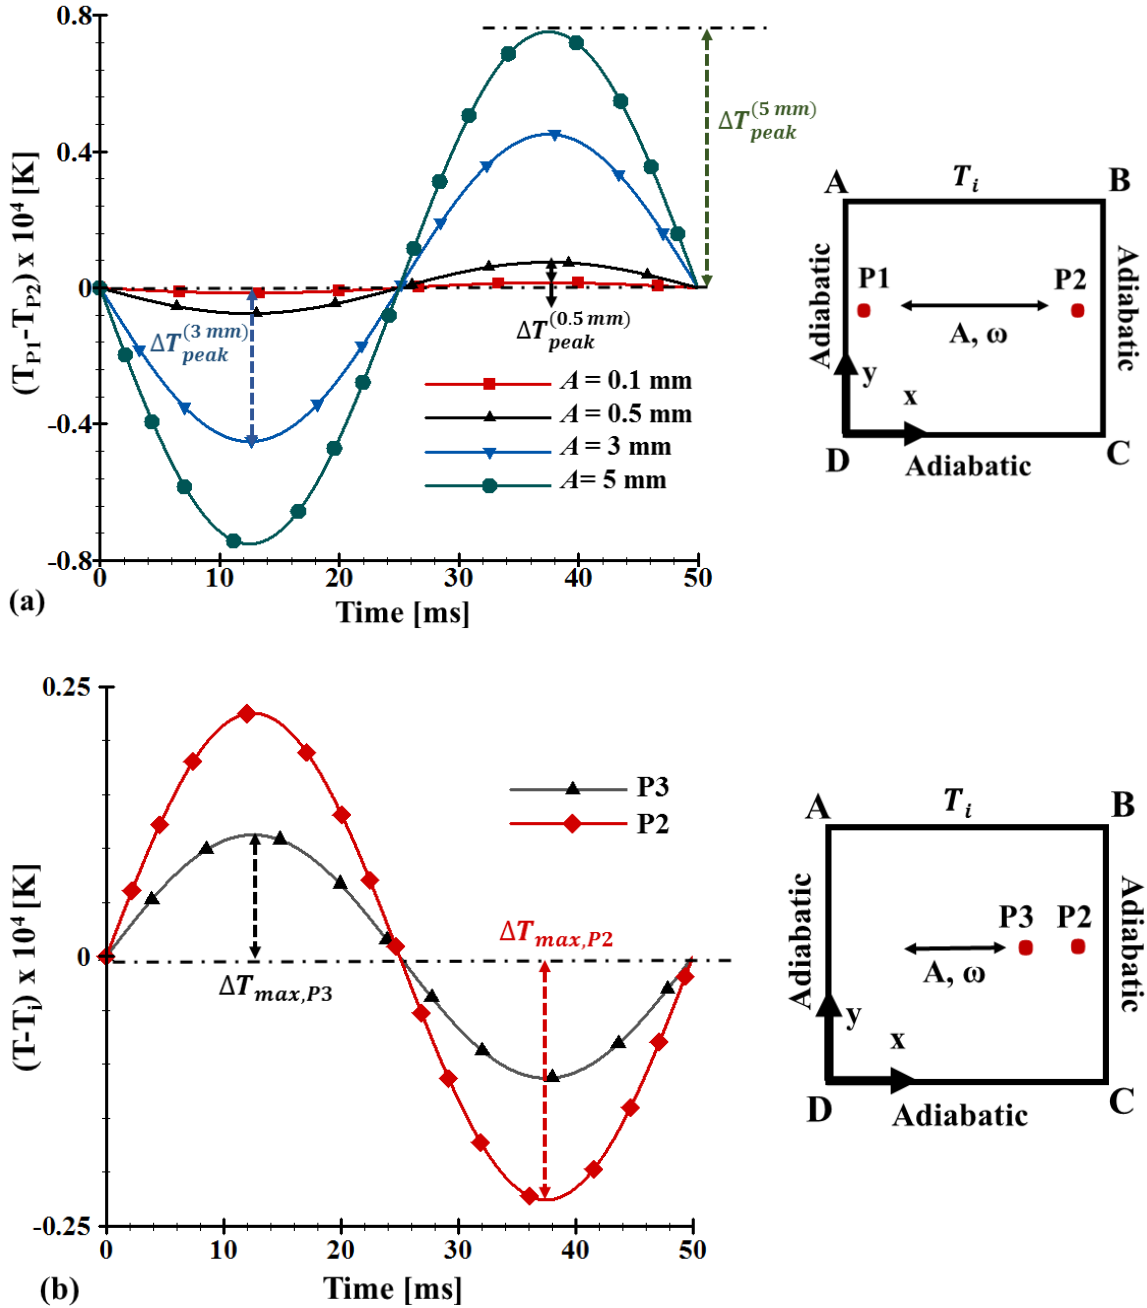 0.8
0.4
0
-0.4
-0.8
(T_P1-T_P2) x 10^4 [K]
0 10 20 30 40 50
Time [ms]
(a)
ΔT_peak^(5 mm)
ΔT_peak^(3 mm)
ΔT_peak^(0.5 mm)
A = 0.1 mm
A = 0.5 mm
A = 3 mm
A= 5 mm
A T_i B
Adiabatic
P1 P2
A, ω
Adiabatic
y
x
D C
Adiabatic
0.25
0
-0.25
(T-T_i) x 10^4 [K]
0 10 20 30 40 50
Time [ms]
(b)
P3
P2
ΔT_max,P2
ΔT_max,P3
A T_i B
Adiabatic
P3 P2
A, ω
Adiabatic
y
x
D C
Adiabatic